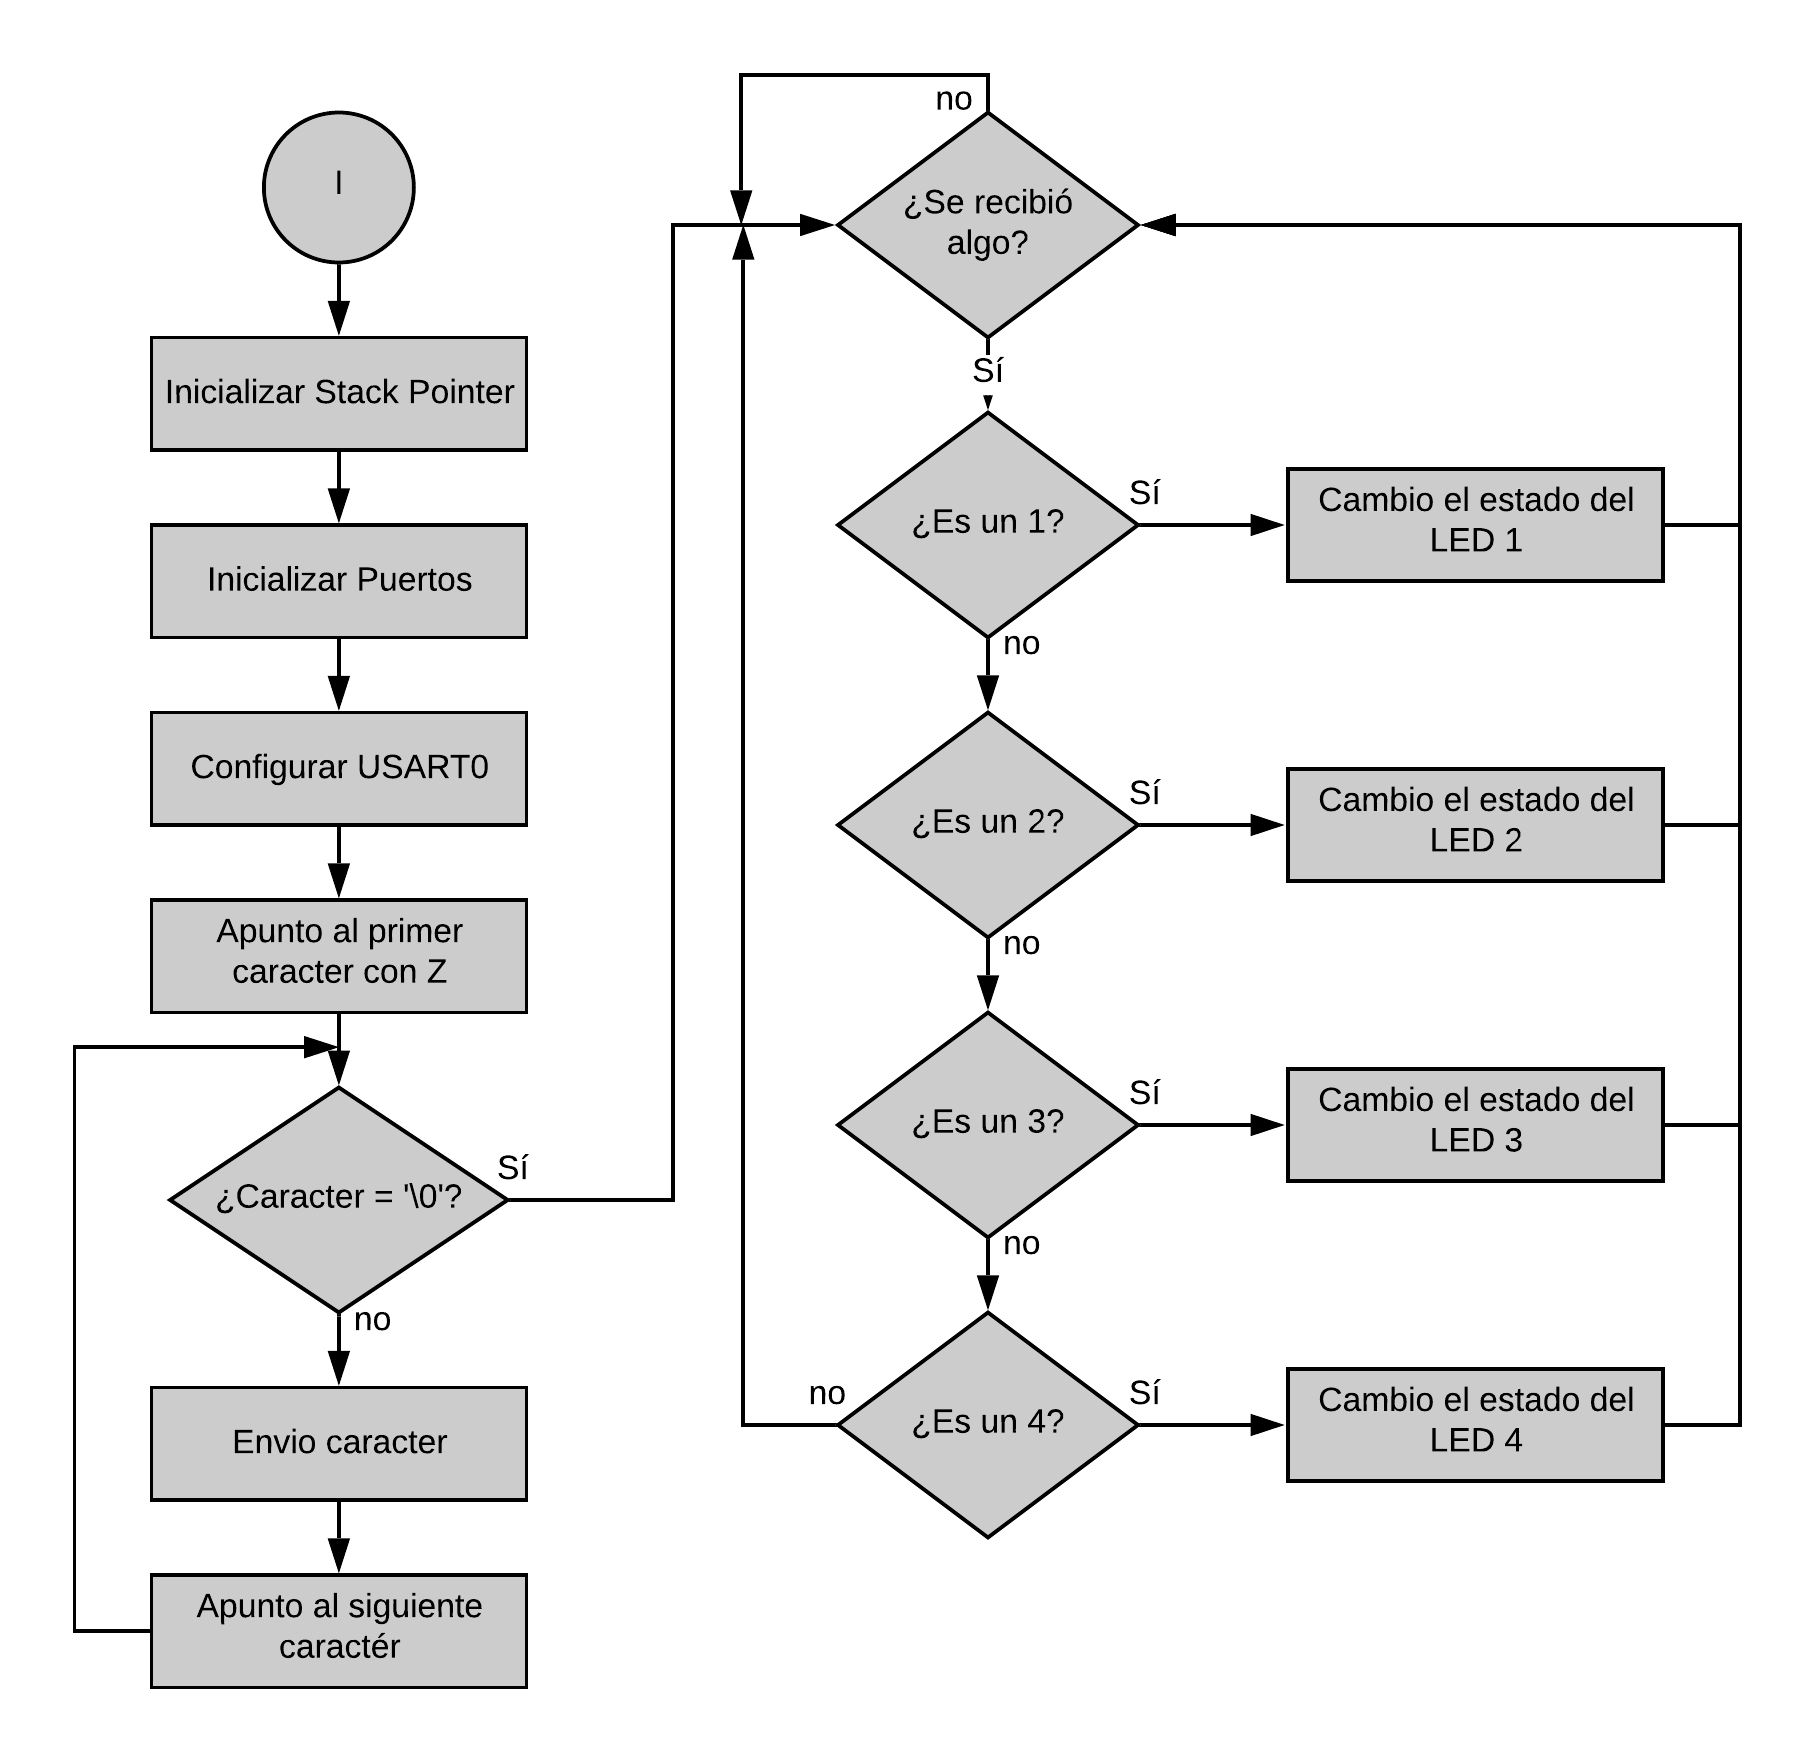 I
Inicializar Stack Pointer
Inicializar Puertos
Configurar USART0
Apunto al primer
caracter con Z
¿Caracter = '\0'?
Sí
no
Envio caracter
Apunto al siguiente
caractér
no
¿Se recibió
algo?
Sí
¿Es un 1?
Sí
Cambio el estado del
LED 1
no
¿Es un 2?
Sí
Cambio el estado del
LED 2
no
¿Es un 3?
Sí
Cambio el estado del
LED 3
no
¿Es un 4?
no
Sí
Cambio el estado del
LED 4